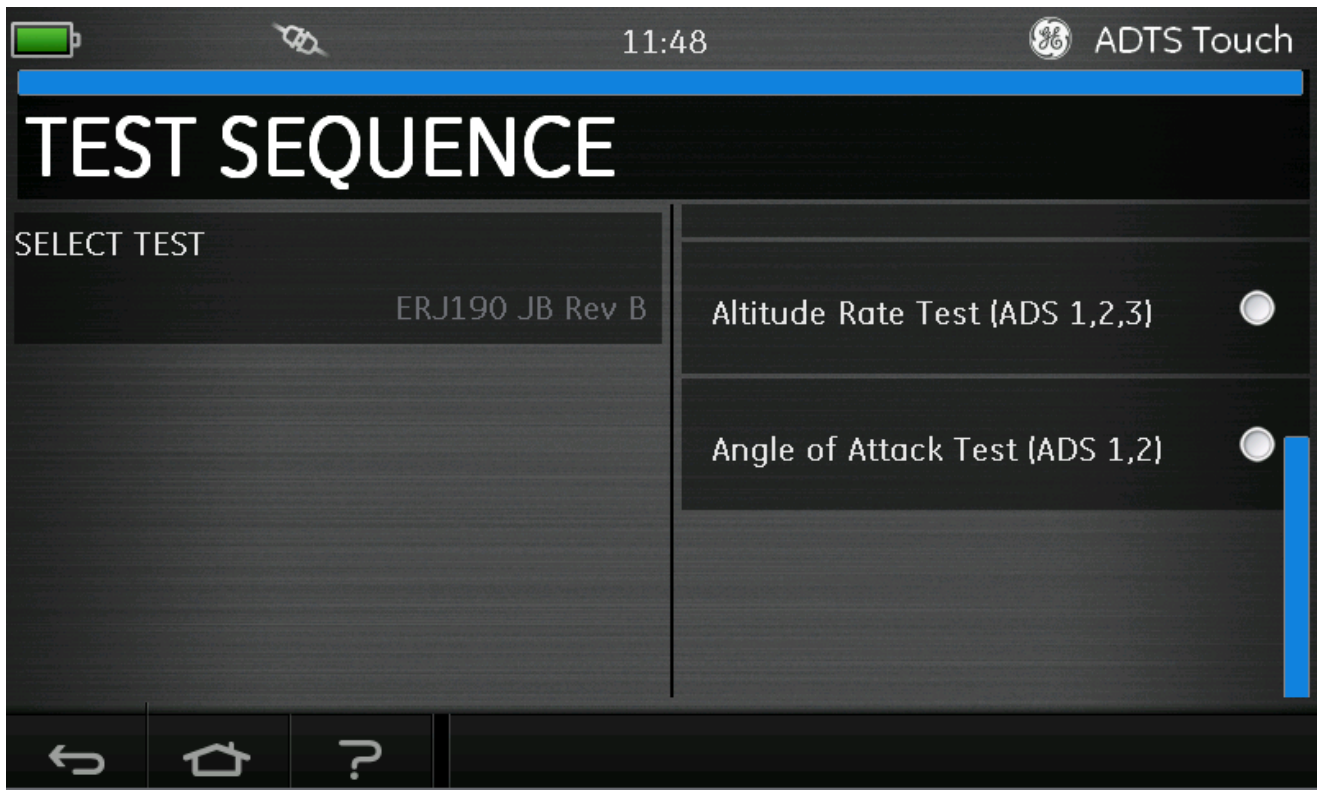 11:48
ADTS Touch
TEST SEQUENCE
SELECT TEST
ERJ190 JB Rev B
Altitude Rate Test (ADS 1,2,3)
Angle of Attack Test (ADS 1,2)
?